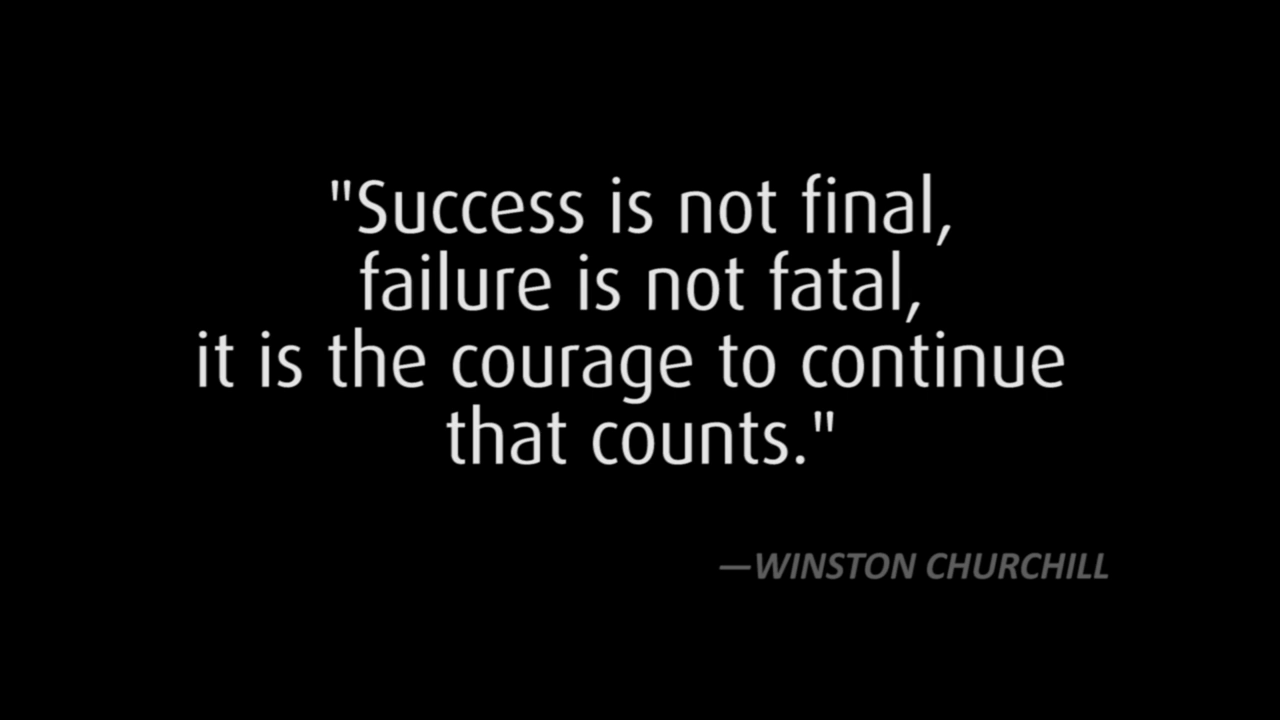 "Success is not final,
failure is not fatal,
it is the courage to continue
that counts."
—WINSTON CHURCHILL